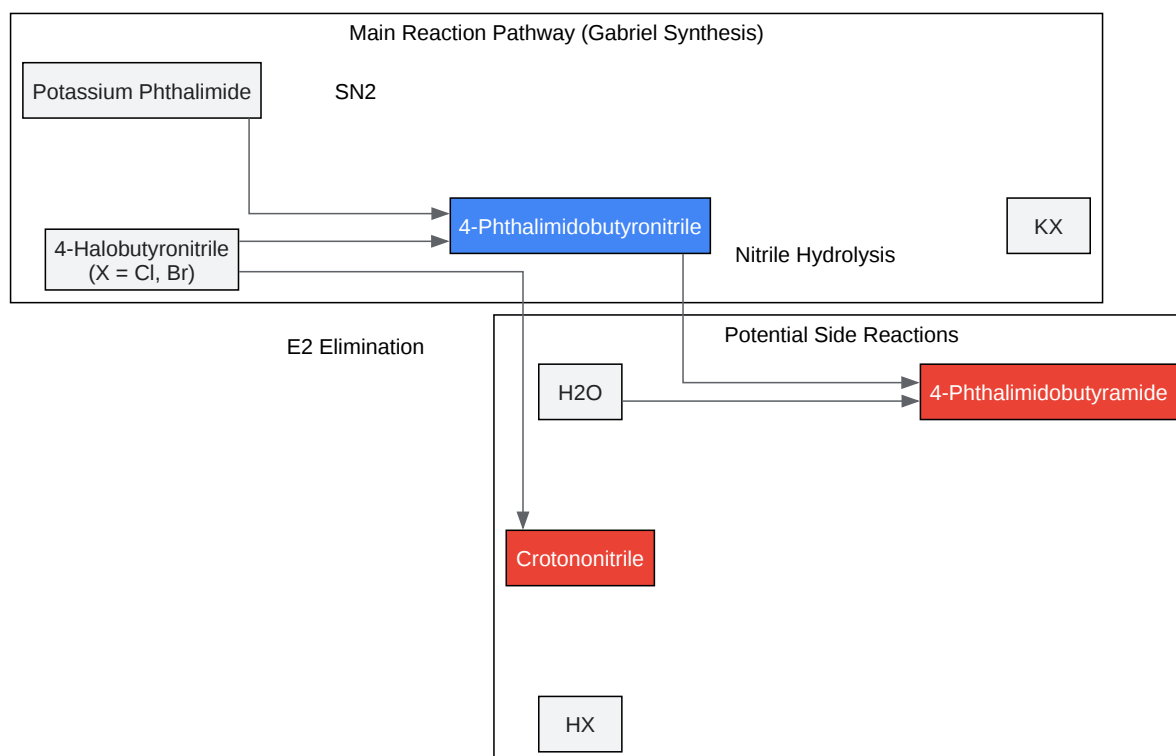 Main Reaction Pathway (Gabriel Synthesis)
Potassium Phthalimide
SN2
4-Phthalimidobutyronitrile
KX
4-Halobutyronitrile
(X = Cl, Br)
Nitrile Hydrolysis
E2 Elimination
Potential Side Reactions
H2O
4-Phthalimidobutyramide
Crotononitrile
HX